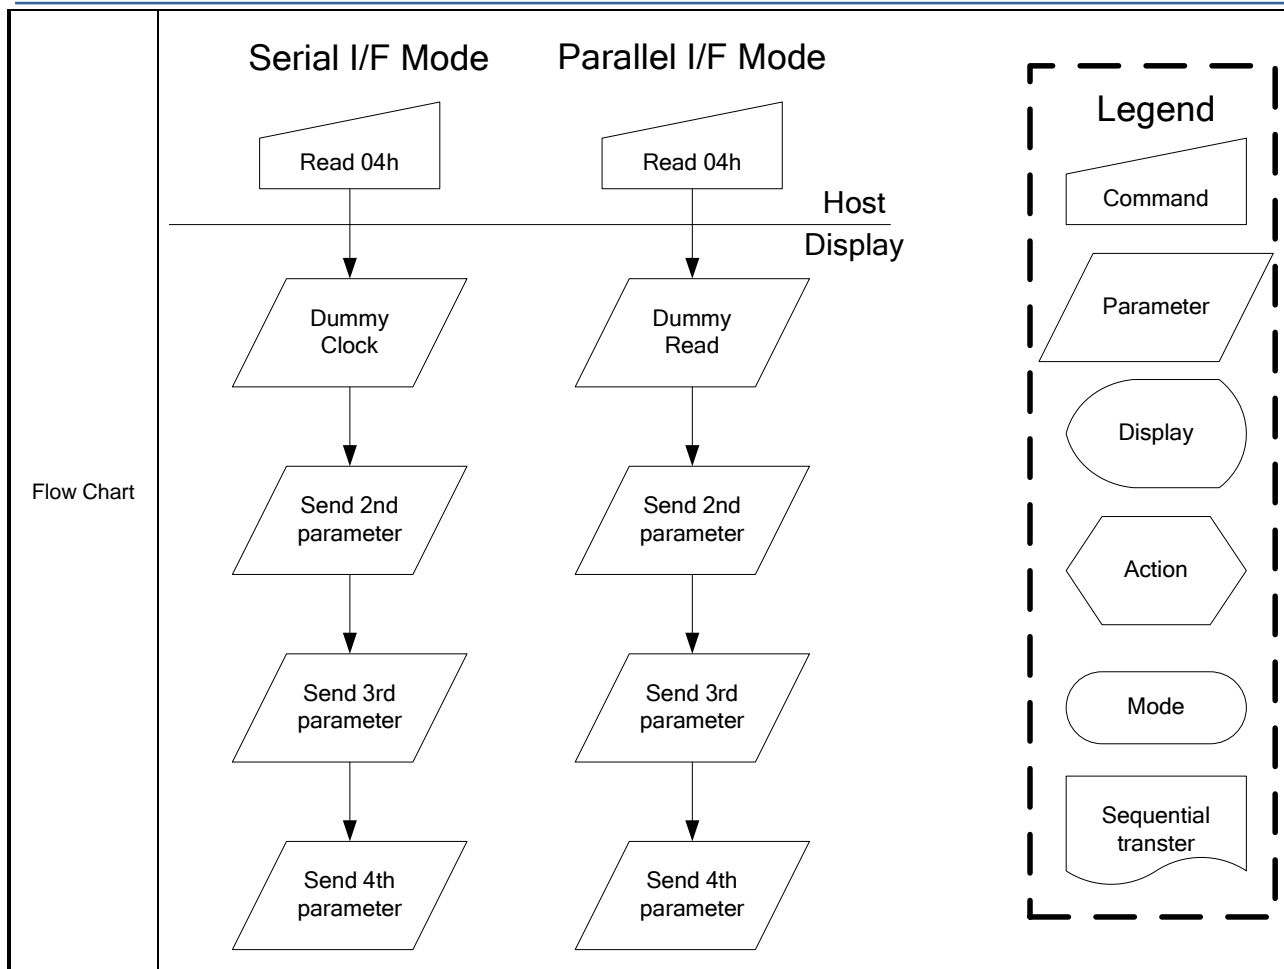 Flow Chart
Serial I/F Mode
Parallel I/F Mode
Read 04h
Read 04h
Host
Display
Dummy
Clock
Dummy
Read
Send 2nd
parameter
Send 2nd
parameter
Send 3rd
parameter
Send 3rd
parameter
Send 4th
parameter
Send 4th
parameter
Legend
Command
Parameter
Display
Action
Mode
Sequential
transter